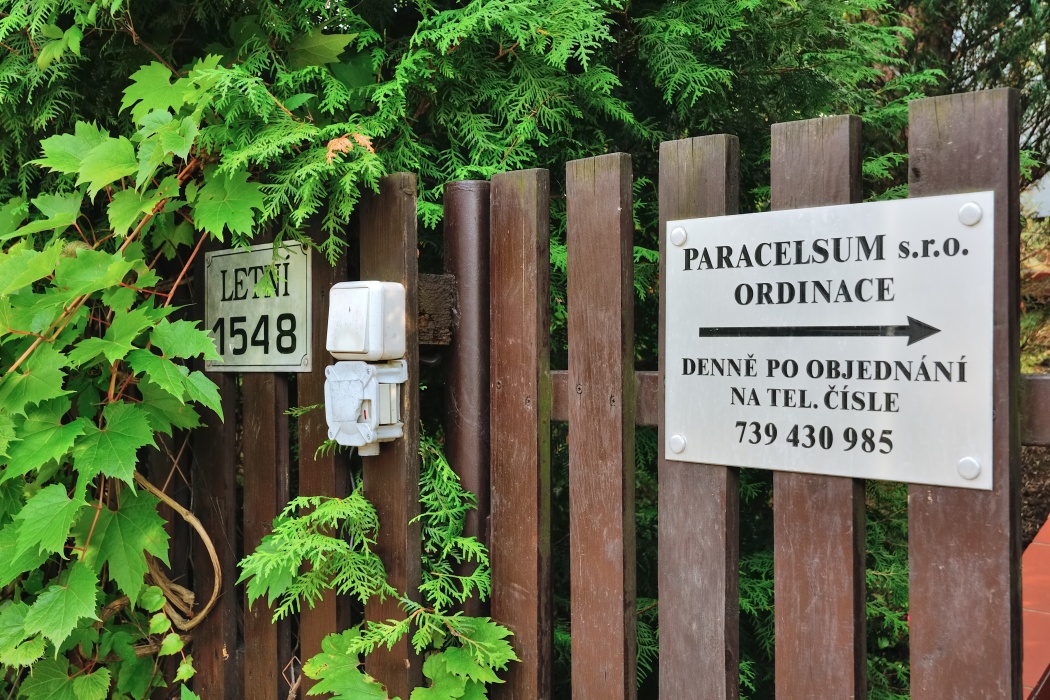 LETNÍ
1548
PARACELSUM s.r.o.
ORDINACE
DENNĚ PO OBJEDNÁNÍ
NA TEL. ČÍSLE
739 430 985